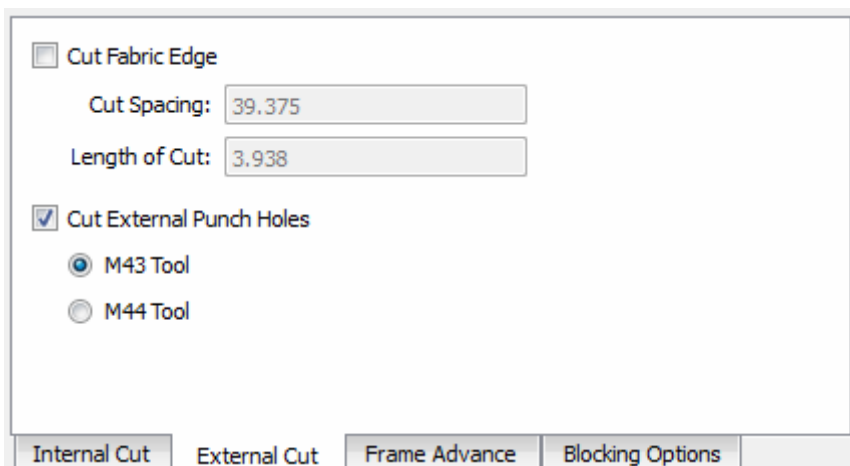 Cut Fabric Edge
Cut Spacing: 39.375
Length of Cut: 3.938
Cut External Punch Holes
M43 Tool
M44 Tool
Internal Cut External Cut Frame Advance Blocking Options